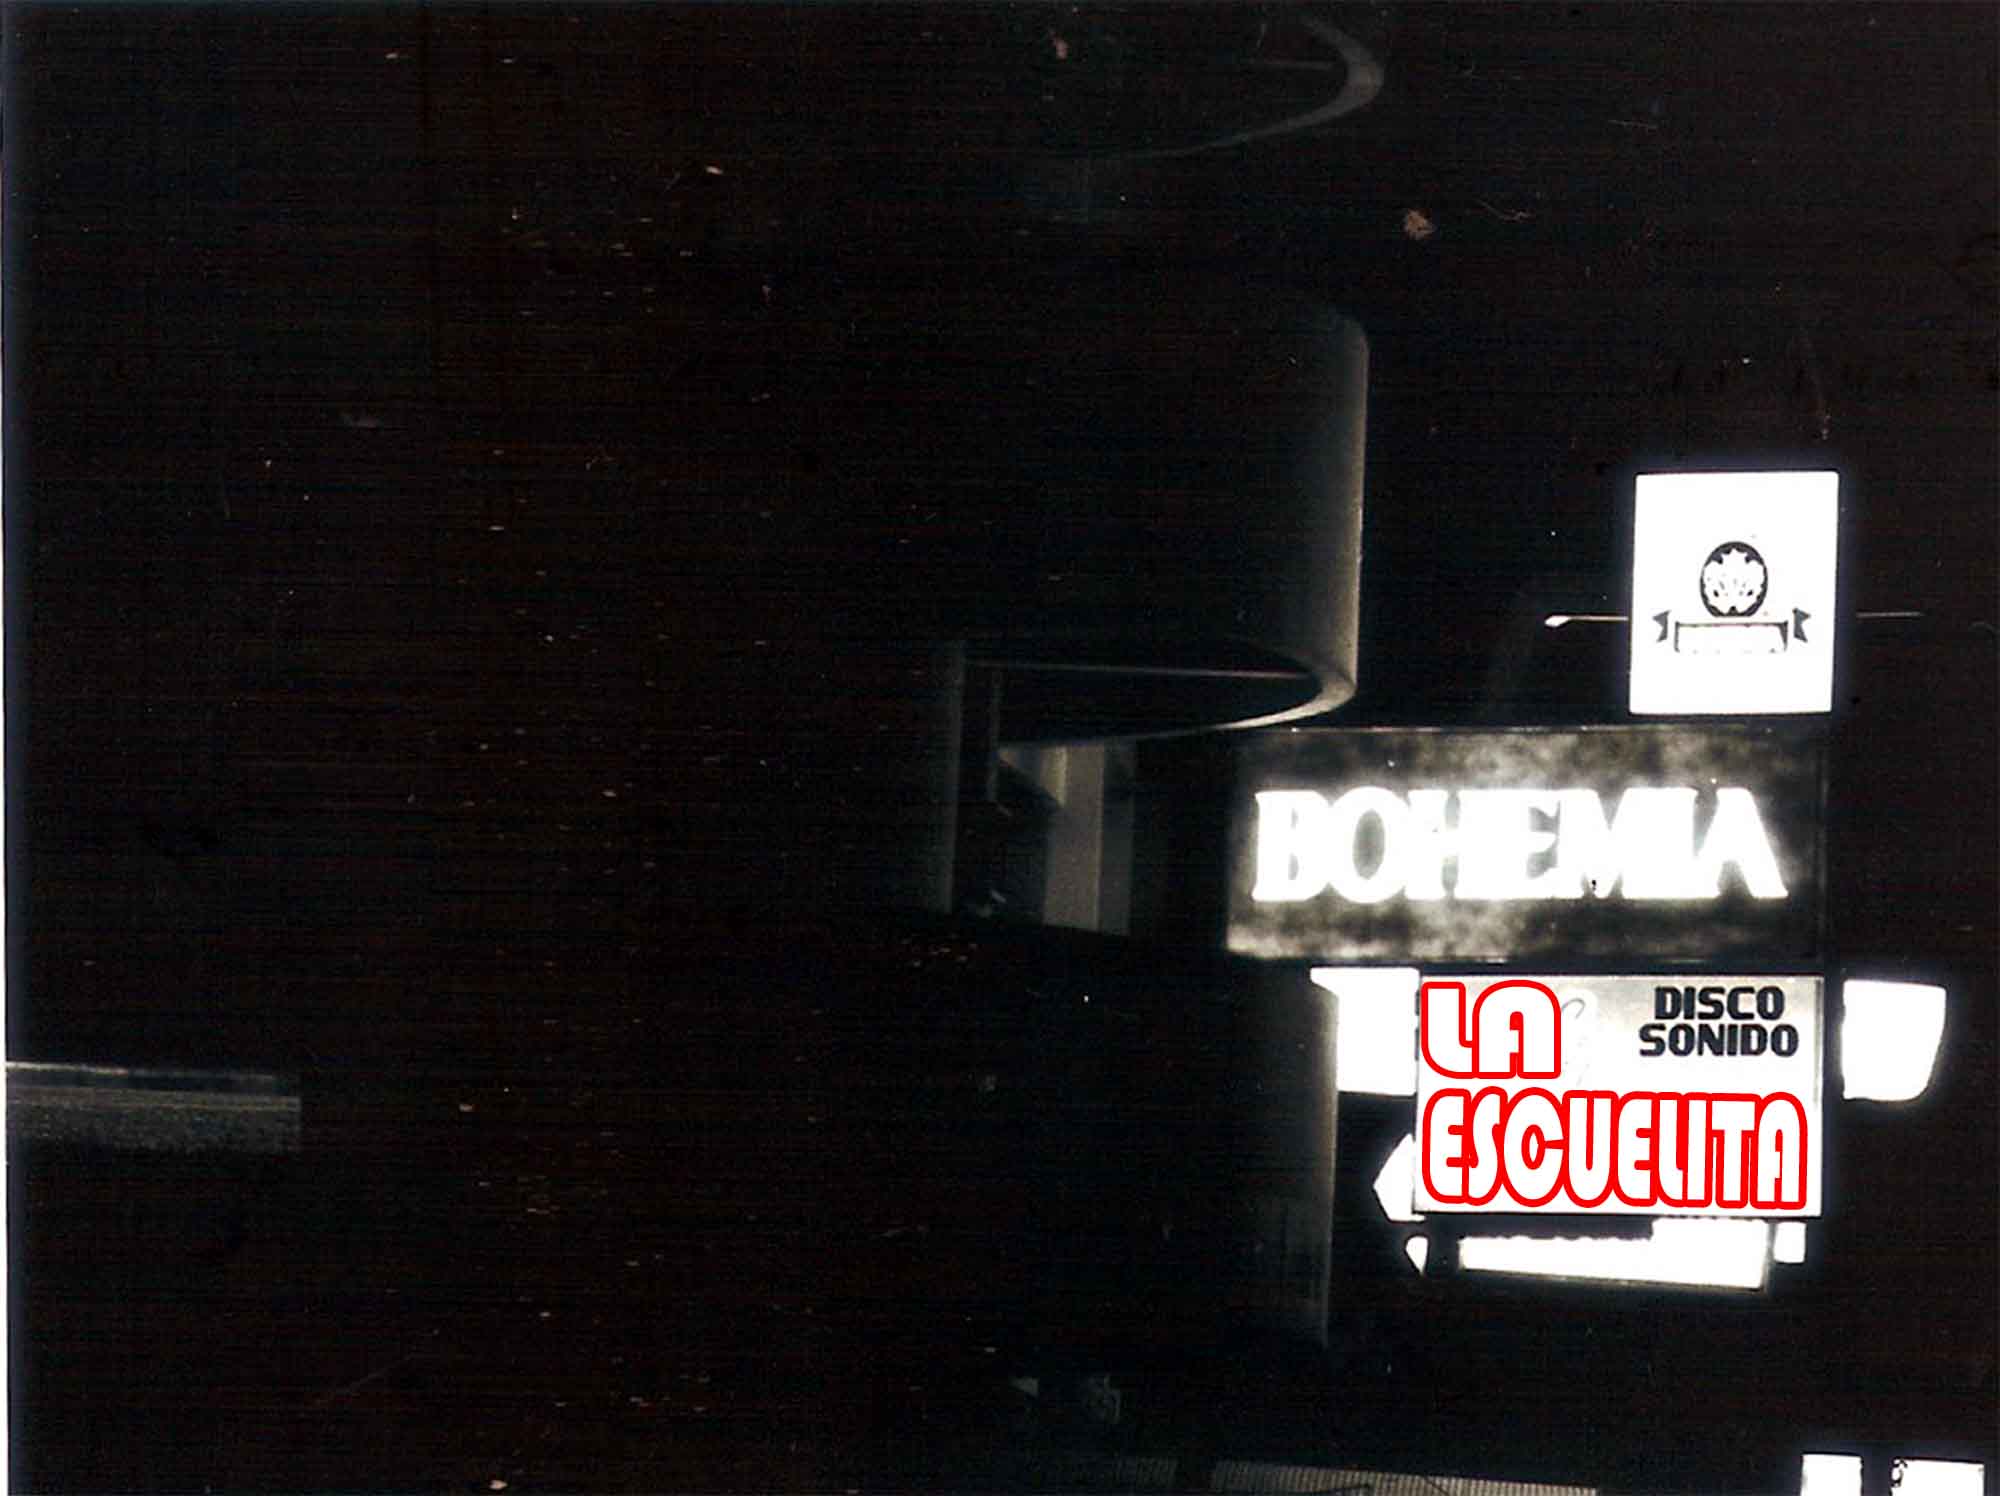 BOHEMIA
DISCO
SONIDO
LA
ESCUELITA